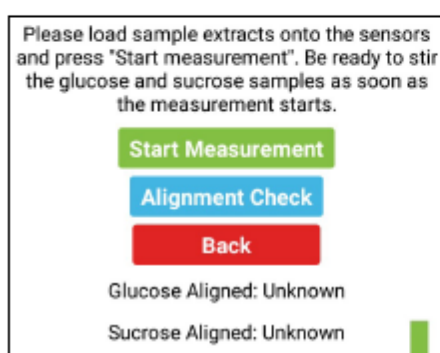 Please load sample extracts onto the sensors
and press "Start measurement". Be ready to stir
the glucose and sucrose samples as soon as
the measurement starts.
Start Measurement
Alignment Check
Back
Glucose Aligned: Unknown
Sucrose Aligned: Unknown